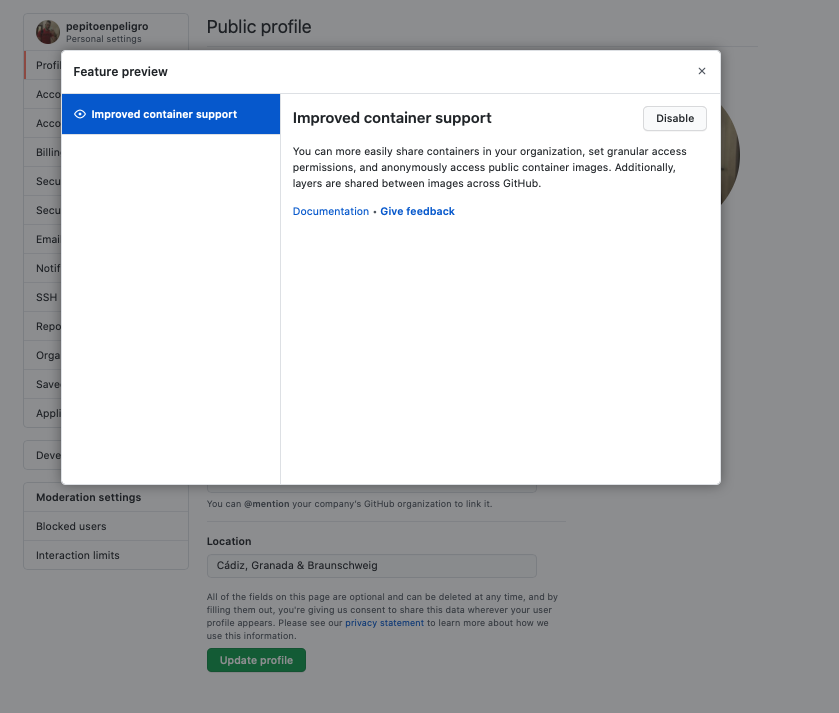 pepitoenpeligro
Personal settings
Public profile
Feature preview
×
Improved container support
Improved container support
Disable
You can more easily share containers in your organization, set granular access
permissions, and anonymously access public container images. Additionally,
layers are shared between images across GitHub.
Documentation • Give feedback
Profi
Acco
Acco
Billin
Secu
Secu
Emai
Notif
SSH
Repo
Orga
Save
Appli
Deve
Moderation settings
Blocked users
Interaction limits
You can @mention your company's GitHub organization to link it.
Location
Cádiz, Granada & Braunschweig
All of the fields on this page are optional and can be deleted at any time, and by
filling them out, you're giving us consent to share this data wherever your user
profile appears. Please see our privacy statement to learn more about how we
use this information.
Update profile